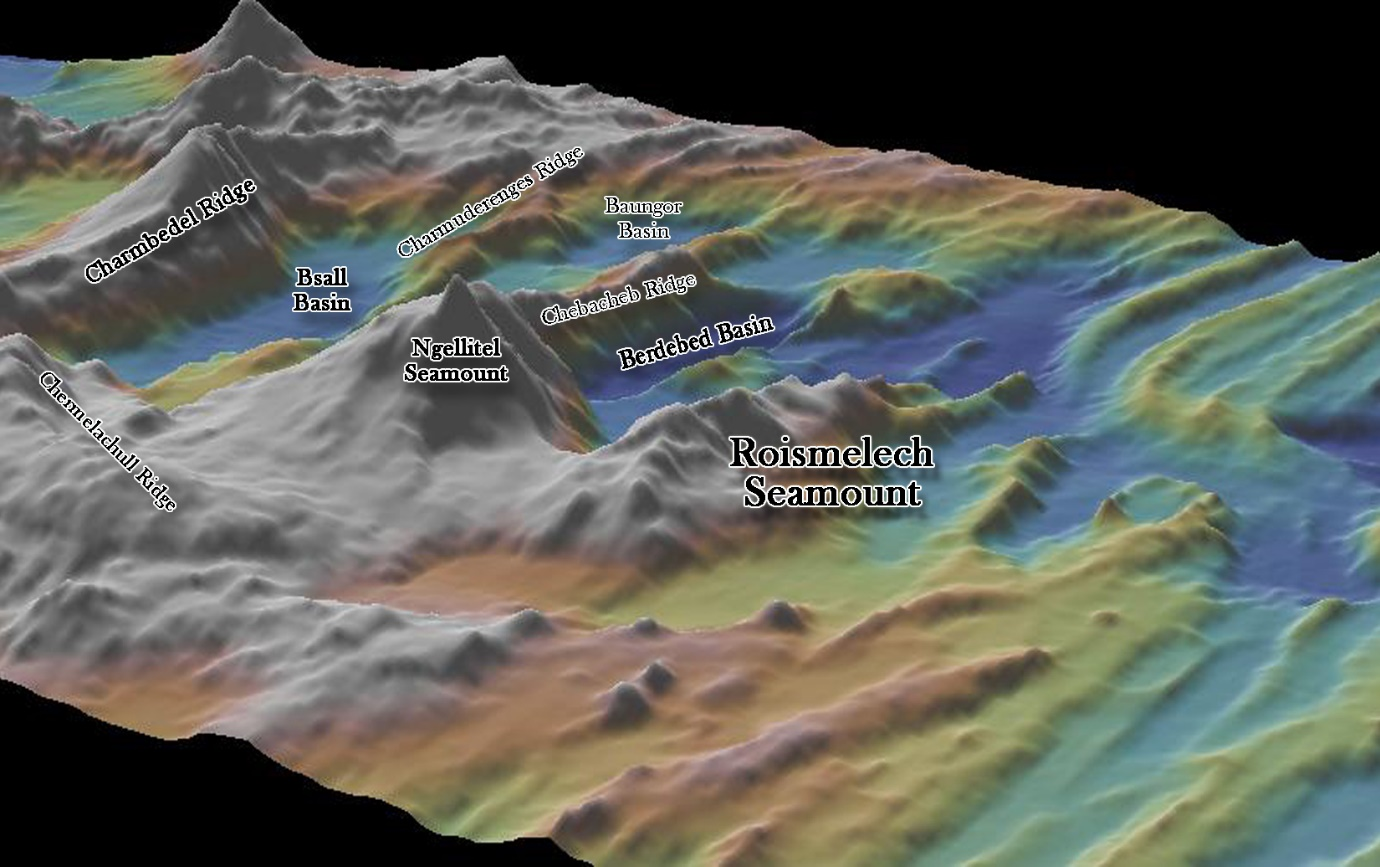 Charmbedel Ridge
Charmuderenges Ridge
Baungor
Basin
Bsall
Basin
Chebacheb Ridge
Ngellitel
Seamount
Berdebed Basin
Chermelachull Ridge
Roismelech
Seamount